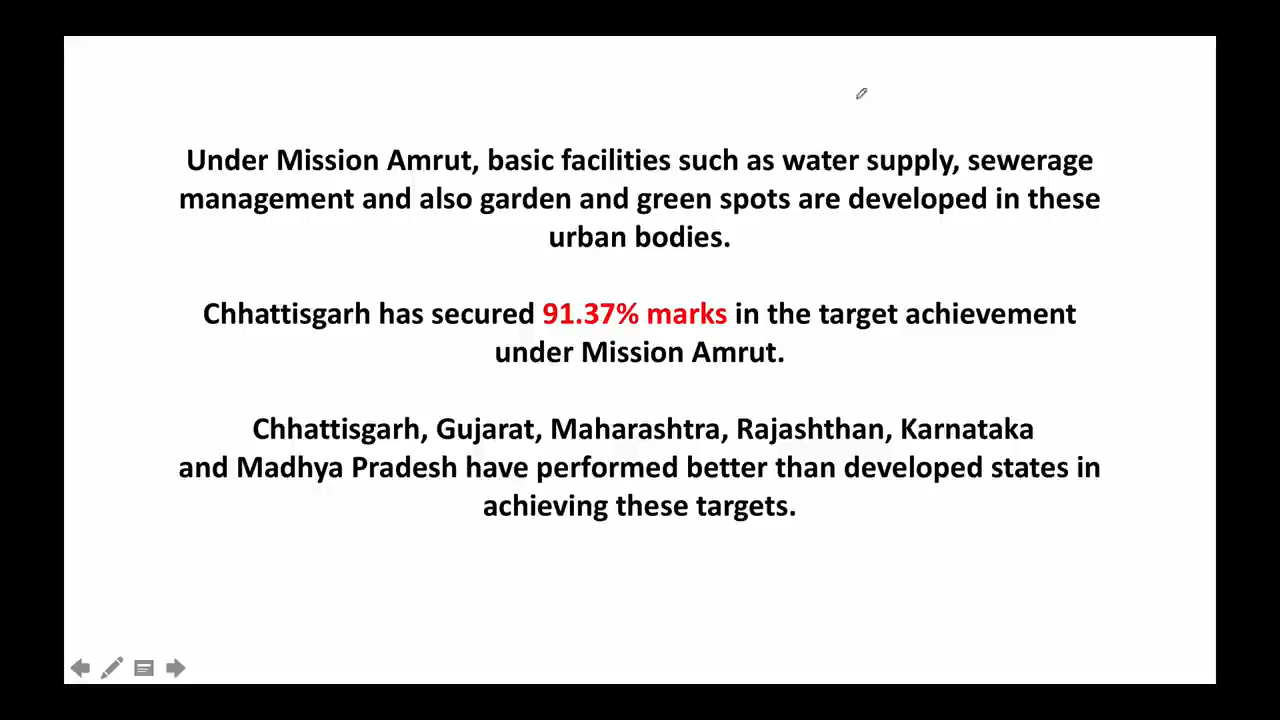 Under Mission Amrut, basic facilities such as water supply, sewerage
management and also garden and green spots are developed in these
urban bodies.
Chhattisgarh has secured 91.37% marks in the target achievement
under Mission Amrut.
Chhattisgarh, Gujarat, Maharashtra, Rajashthan, Karnataka
and Madhya Pradesh have performed better than developed states in
achieving these targets.